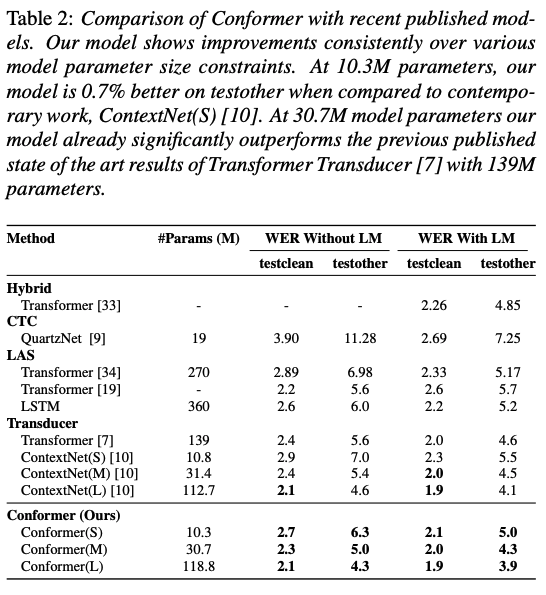 Table 2: Comparison of Conformer with recent published mod-
els. Our model shows improvements consistently over various
model parameter size constraints. At 10.3M parameters, our
model is 0.7% better on testother when compared to contempo-
rary work, ContextNet(S) [10]. At 30.7M model parameters our
model already significantly outperforms the previous published
state of the art results of Transformer Transducer [7] with 139M
parameters.
Method #Params (M) WER Without LM WER With LM
testclean testother testclean testother
Hybrid
Transformer [33] - - - 2.26 4.85
CTC
QuartzNet [9] 19 3.90 11.28 2.69 7.25
LAS
Transformer [34] 270 2.89 6.98 2.33 5.17
Transformer [19] - 2.2 5.6 2.6 5.7
LSTM 360 2.6 6.0 2.2 5.2
Transducer
Transformer [7] 139 2.4 5.6 2.0 4.6
ContextNet(S) [10] 10.8 2.9 7.0 2.3 5.5
ContextNet(M) [10] 31.4 2.4 5.4 2.0 4.5
ContextNet(L) [10] 112.7 2.1 4.6 1.9 4.1
Conformer (Ours)
Conformer(S) 10.3 2.7 6.3 2.1 5.0
Conformer(M) 30.7 2.3 5.0 2.0 4.3
Conformer(L) 118.8 2.1 4.3 1.9 3.9